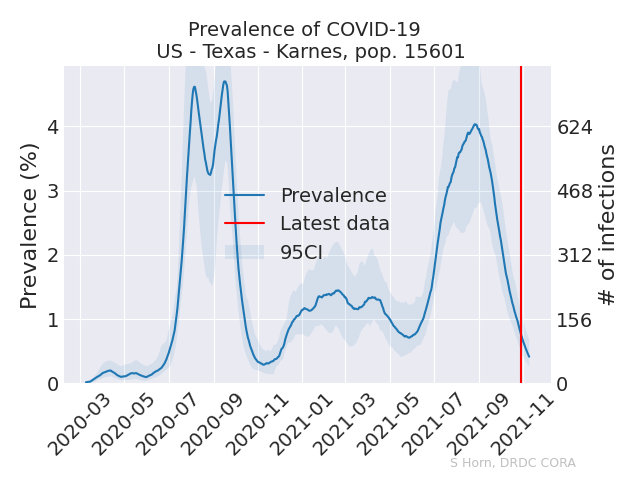 Prevalence of COVID-19
US - Texas - Karnes, pop. 15601
Prevalence (%)
4
3
2
1
0
Prevalence
Latest data
95CI
624
468
312
156
0
# of infections
2020-03
2020-05
2020-07
2020-09
2020-11
2021-01
2021-03
2021-05
2021-07
2021-09
2021-11
S Horn, DRDC CORA